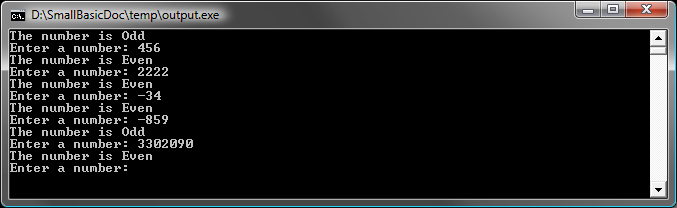 D:\SmallBasicDoc\temp\output.exe
The number is Odd
Enter a number: 456
The number is Even
Enter a number: 2222
The number is Even
Enter a number: -34
The number is Even
Enter a number: -859
The number is Odd
Enter a number: 3302090
The number is Even
Enter a number: